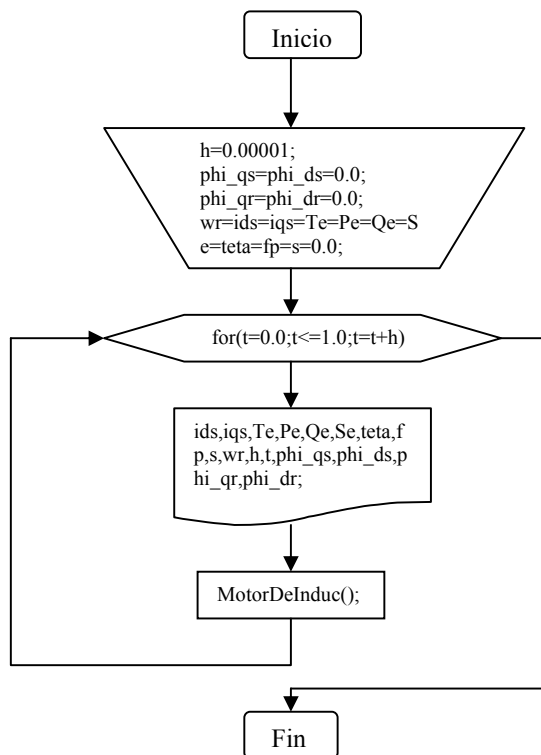 Inicio
h=0.00001;
phi_qs=phi_ds=0.0;
phi_qr=phi_dr=0.0;
wr=ids=iqs=Te=Pe=Qe=S
e=teta=fp=s=0.0;
for(t=0.0;t<=1.0;t=t+h)
ids,iqs,Te,Pe,Qe,Se,teta,f
p,s,wr,h,t,phi_qs,phi_ds,p
hi_qr,phi_dr;
MotorDeInduc();
Fin